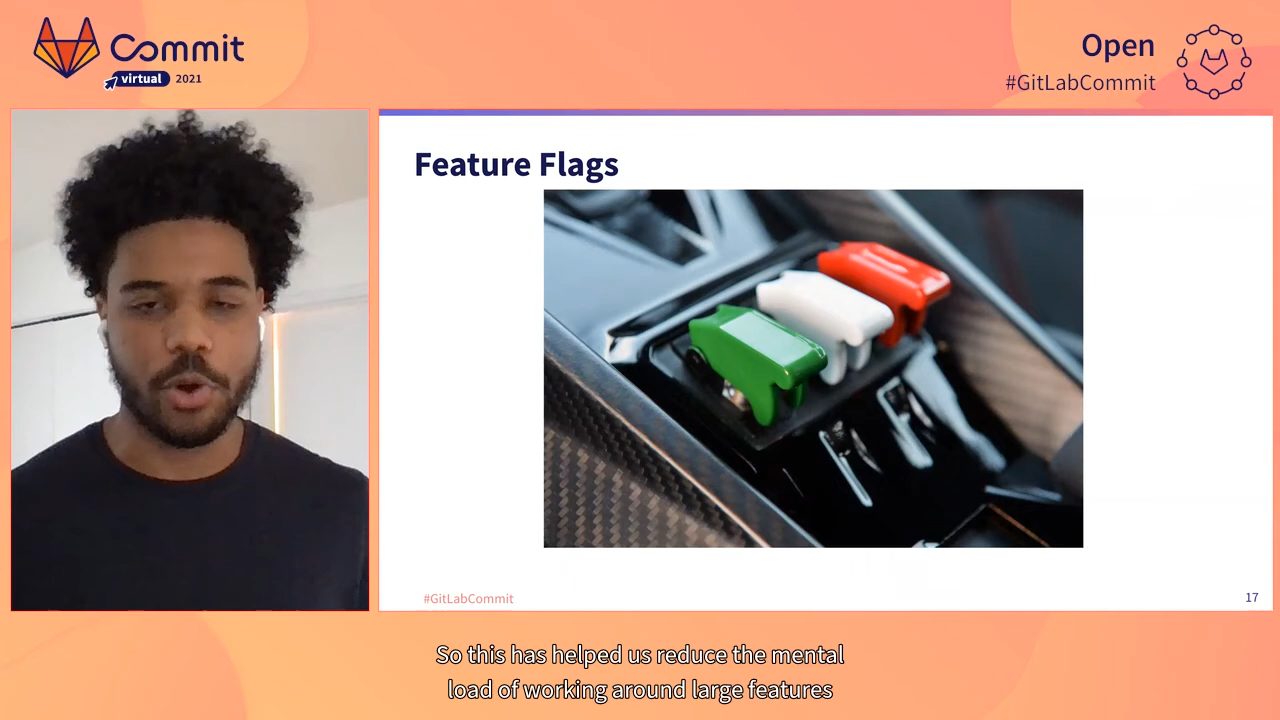 Commit
virtual 2021
Open
#GitLabCommit
Feature Flags
#GitLabCommit
17
So this has helped us reduce the mental
load of working around large features